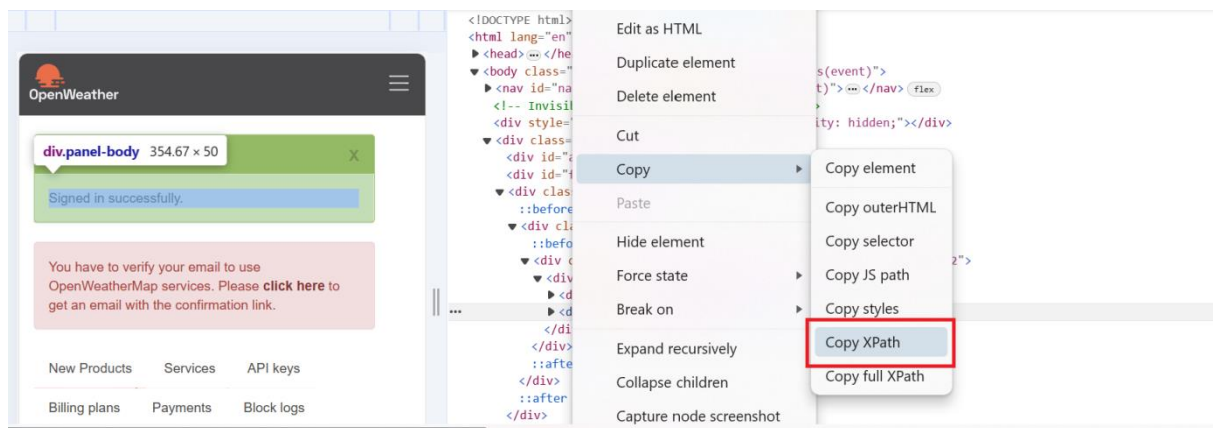 OpenWeather
div.panel-body 354.67 × 50
X
Signed in successfully.
You have to verify your email to use
OpenWeatherMap services. Please click here to
get an email with the confirmation link.
New Products Services API keys
Billing plans Payments Block logs
<!DOCTYPE html>
<html lang="en"
<head> </he
<body class=" s(event)">
<nav id="na t)"> </nav> flex
<!-- Invisi
<div style=" ity: hidden;"></div>
<div class=
<div id="a
<div id="f
<div clas
::before
<div cla
::befo
<div c 2">
<div
<d
<d
</di
</div>
::afte
</div>
::after
</div>
Edit as HTML
Duplicate element
Delete element
Cut
Copy
Paste
Hide element
Force state
Break on
Expand recursively
Collapse children
Capture node screenshot
Copy element
Copy outerHTML
Copy selector
Copy JS path
Copy styles
Copy XPath
Copy full XPath